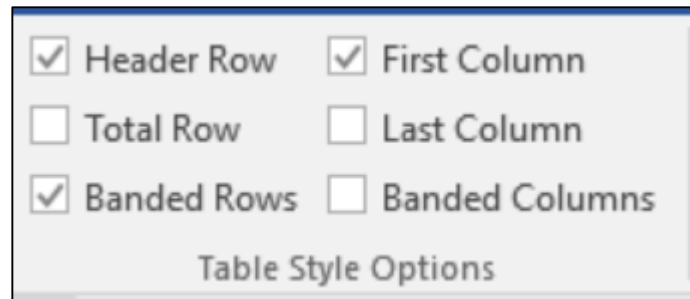 Header Row First Column
Total Row Last Column
Banded Rows Banded Columns
Table Style Options